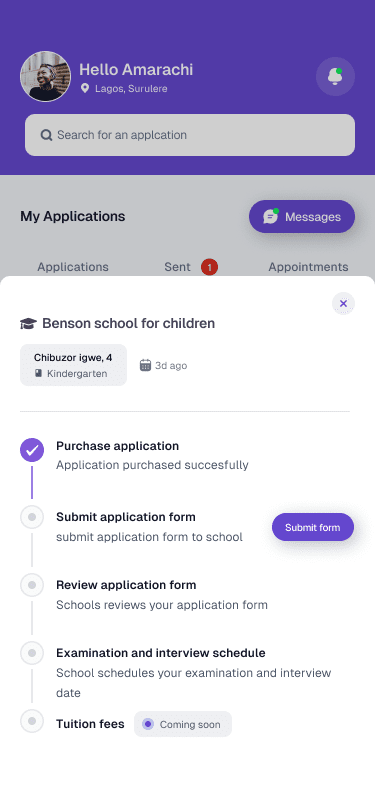 Hello Amarachi
Lagos, Surulere
Search for an applcation
My Applications
Messages
Applications
Sent
1
Appointments
Benson school for children
Chibuzor igwe, 4
Kindergarten
3d ago
Purchase application
Application purchased succesfully
Submit application form
submit application form to school
Submit form
Review application form
Schools reviews your application form
Examination and interview schedule
School schedules your examination and interview
date
Tuition fees
Coming soon